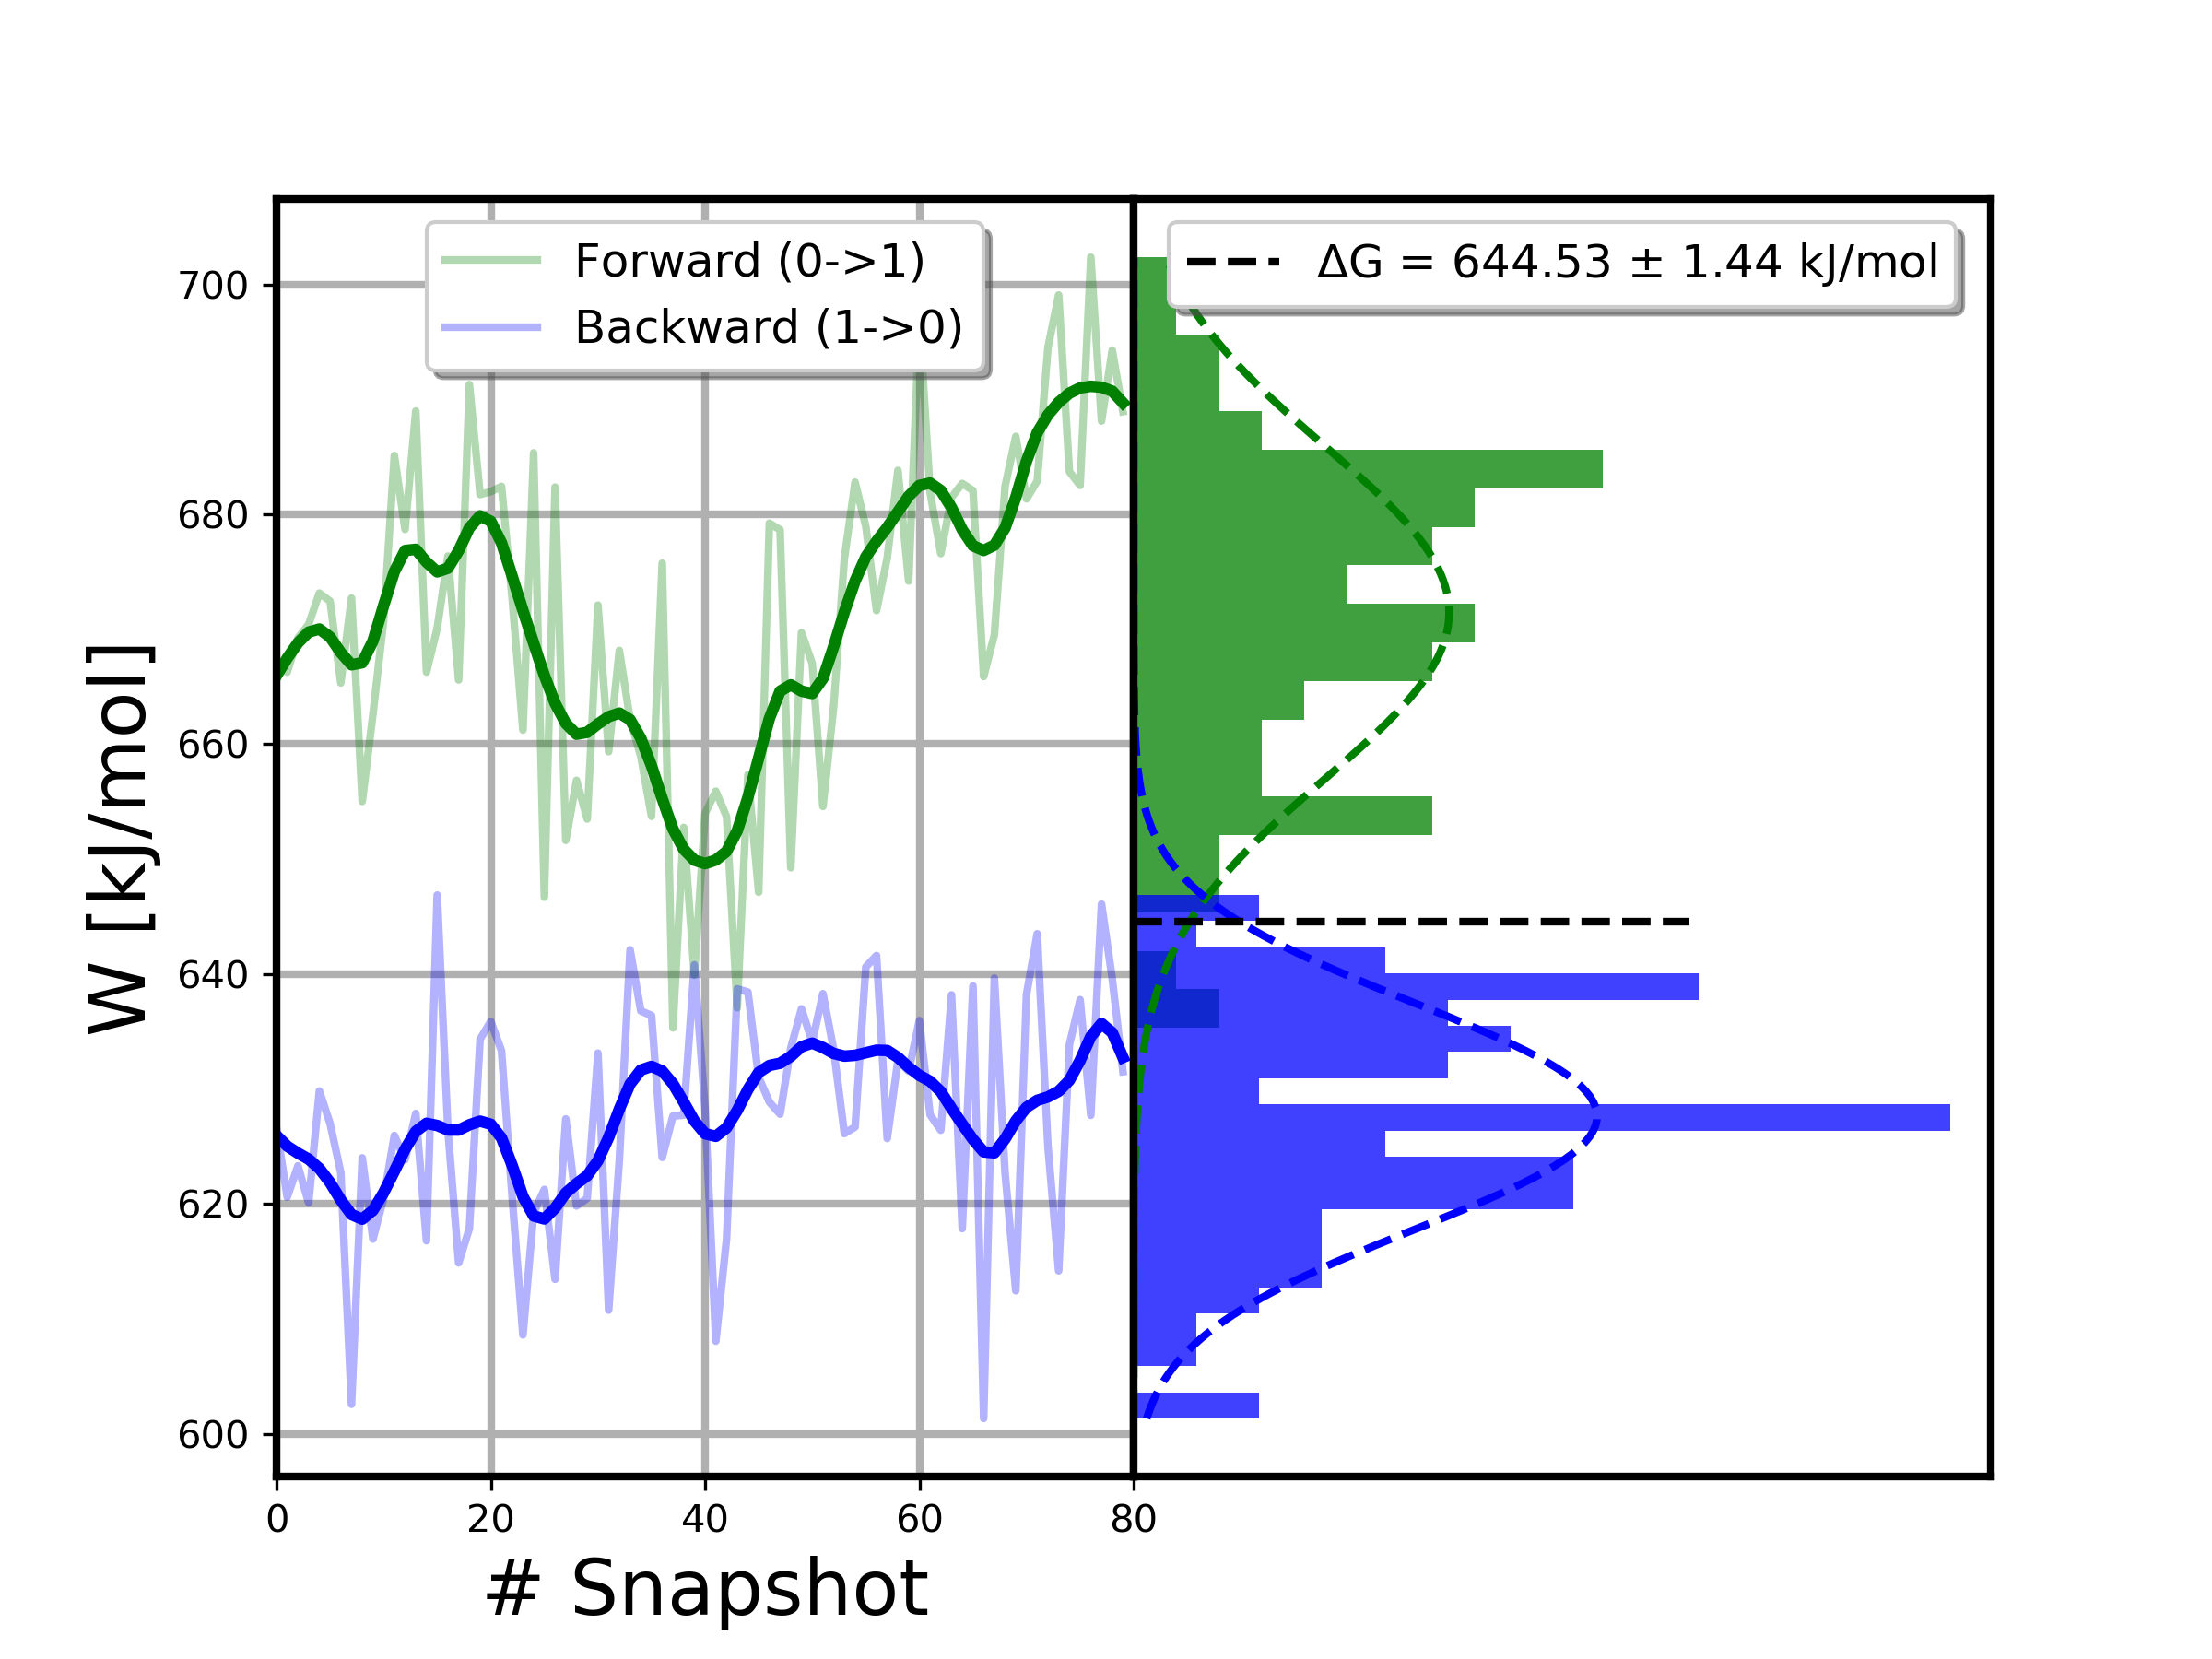 Forward (0->1)
Backward (1->0)
ΔG = 644.53 ± 1.44 kJ/mol
W [kJ/mol]
700
680
660
640
620
600
0 20 40 60 80
# Snapshot